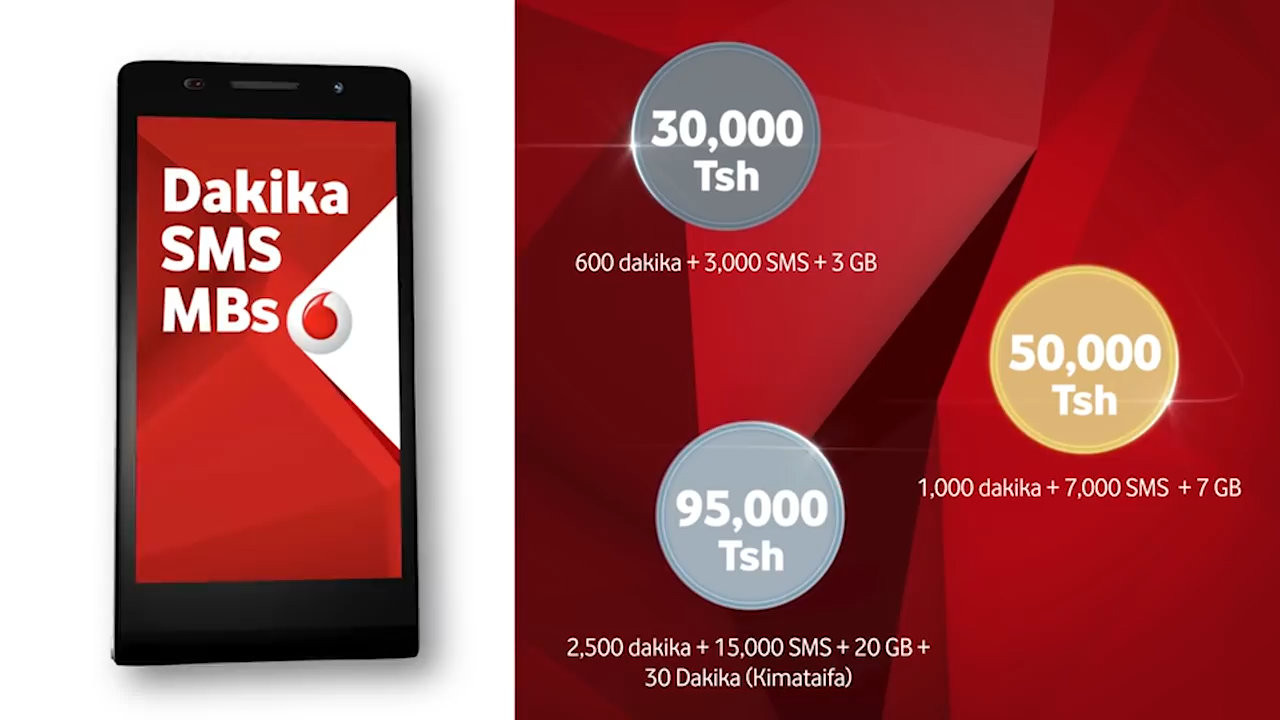 Dakika
SMS
MBs
30,000
Tsh
600 dakika + 3,000 SMS + 3 GB
50,000
Tsh
1,000 dakika + 7,000 SMS + 7 GB
95,000
Tsh
2,500 dakika + 15,000 SMS + 20 GB +
30 Dakika (Kimataifa)